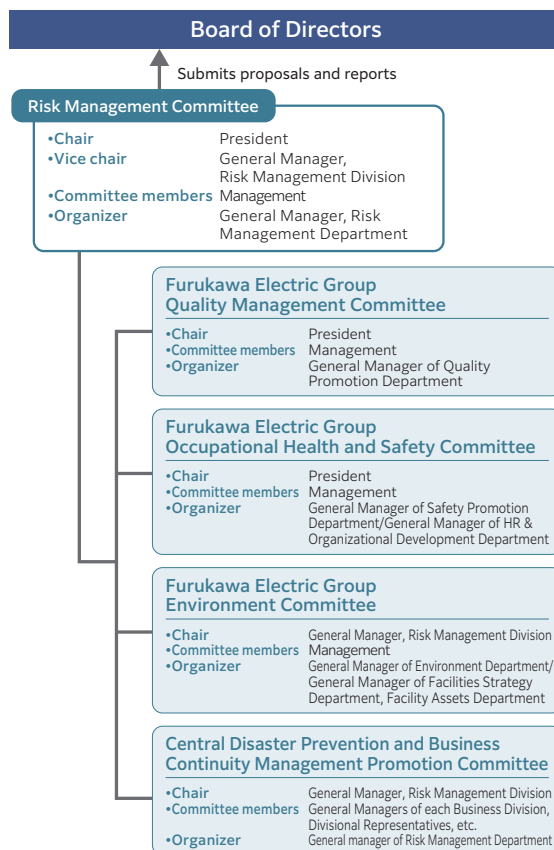 Board of Directors
Submits proposals and reports
Risk Management Committee
•Chair President
•Vice chair General Manager,
Risk Management Division
•Committee members Management
•Organizer General Manager, Risk
Management Department
Furukawa Electric Group
Quality Management Committee
•Chair President
•Committee members Management
•Organizer General Manager of Quality
Promotion Department
Furukawa Electric Group
Occupational Health and Safety Committee
•Chair President
•Committee members Management
•Organizer General Manager of Safety Promotion
Department/General Manager of HR &
Organizational Development Department
Furukawa Electric Group
Environment Committee
•Chair General Manager, Risk Management Division
•Committee members Management
•Organizer General Manager of Environment Department/
General Manager of Facilities Strategy
Department, Facility Assets Department
Central Disaster Prevention and Business
Continuity Management Promotion Committee
•Chair General Manager, Risk Management Division
•Committee members General Managers of each Business Division,
Divisional Representatives, etc.
•Organizer General manager of Risk Management Department